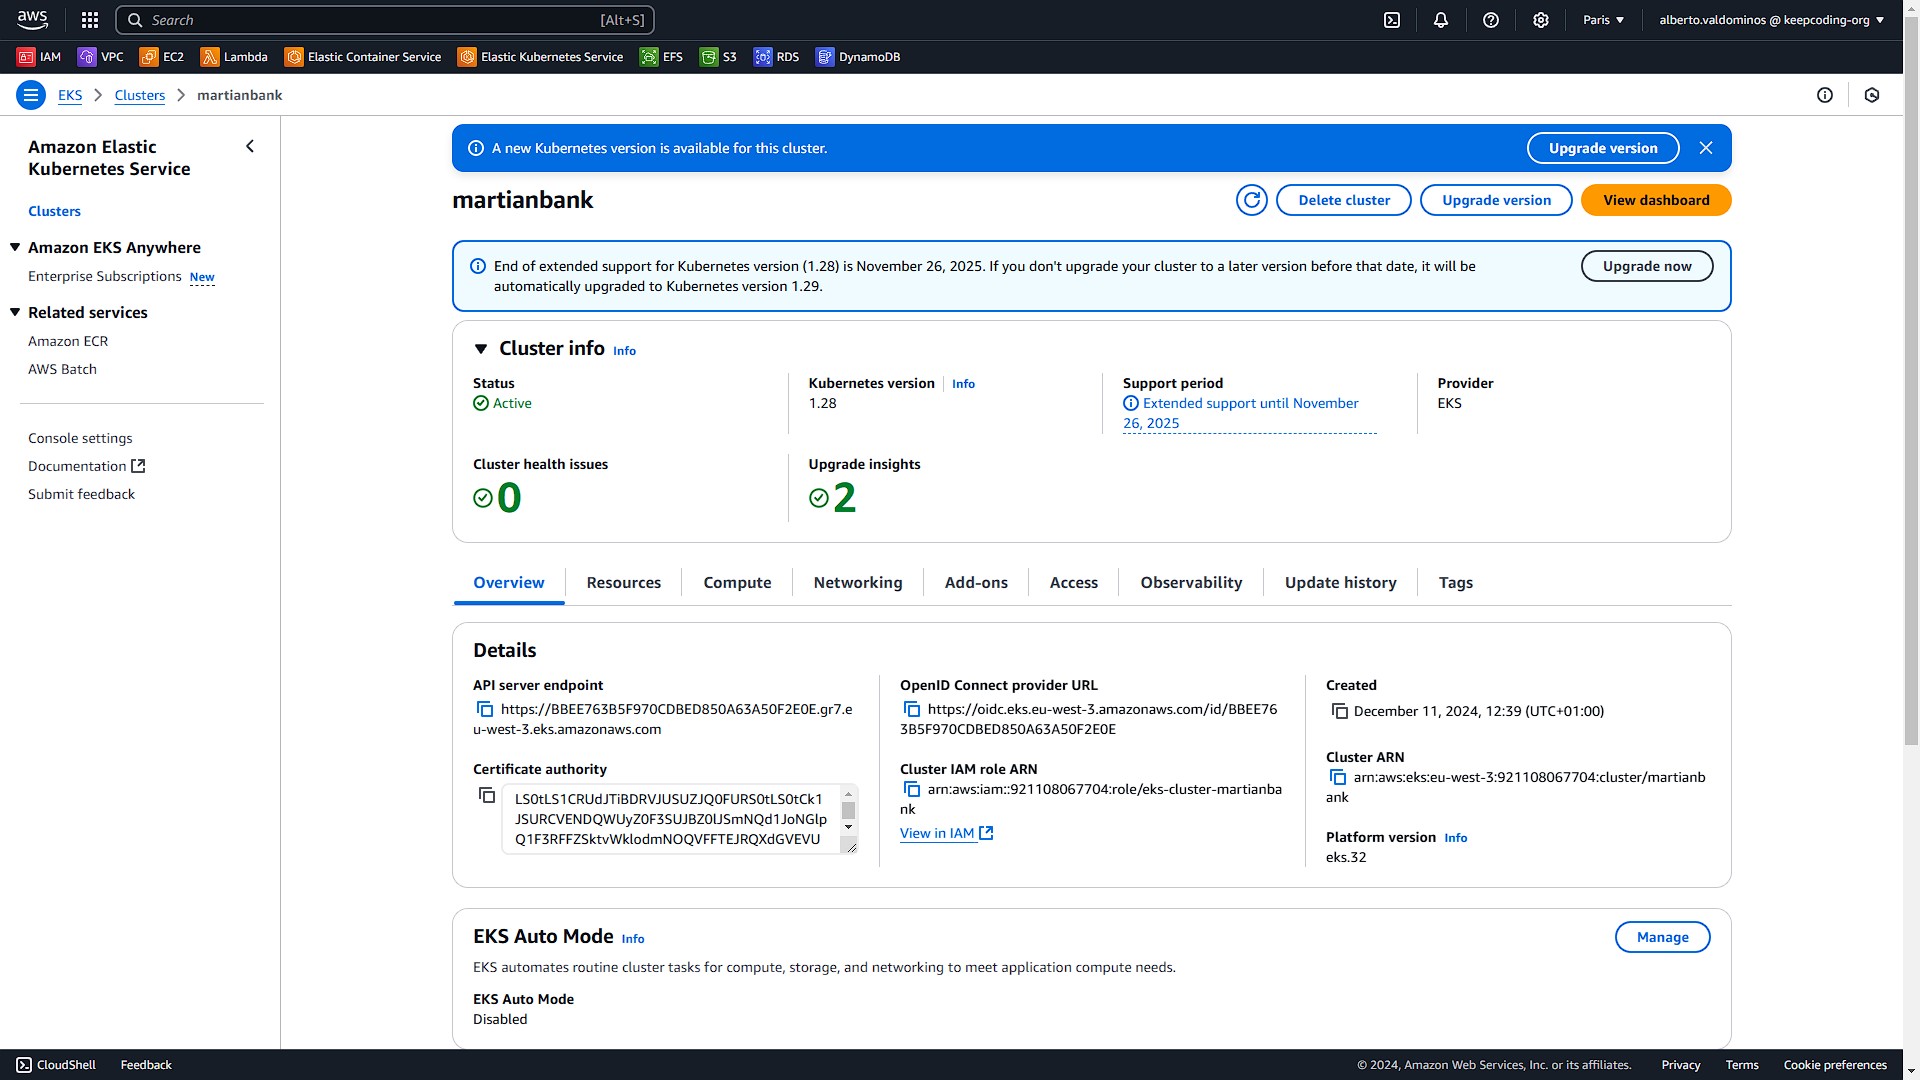 aws
Search [Alt+S]
Paris ▼
alberto.valdominos @ keepcoding-org ▼
IAM VPC EC2 Lambda Elastic Container Service Elastic Kubernetes Service EFS S3 RDS DynamoDB
EKS > Clusters > martianbank
Amazon Elastic
Kubernetes Service
Clusters
Amazon EKS Anywhere
Enterprise Subscriptions New
Related services
Amazon ECR
AWS Batch
Console settings
Documentation
Submit feedback
A new Kubernetes version is available for this cluster. Upgrade version
martianbank Delete cluster Upgrade version View dashboard
End of extended support for Kubernetes version (1.28) is November 26, 2025. If you don't upgrade your cluster to a later version before that date, it will be
automatically upgraded to Kubernetes version 1.29.
Upgrade now
Cluster info Info
Status
Active
Kubernetes version Info
1.28
Support period
Extended support until November
26, 2025
Provider
EKS
Cluster health issues
0
Upgrade insights
2
Overview Resources Compute Networking Add-ons Access Observability Update history Tags
Details
API server endpoint
https://BBEE763B5F970CDBED850A63A50F2E0E.gr7.e
u-west-3.eks.amazonaws.com
Certificate authority
LS0tLS1CRUdJTiBDRVJUSUZJQ0FURS0tLS0tCk1
JSURCVENDQWUyZ0F3SUJBZ0lJSmNQd1JoNGlp
Q1F3RFFZSktvWklodmNOQVFFTEJRQXdGVEVU
OpenID Connect provider URL
https://oidc.eks.eu-west-3.amazonaws.com/id/BBEE76
3B5F970CDBED850A63A50F2E0E
Cluster IAM role ARN
arn:aws:iam::921108067704:role/eks-cluster-martianba
nk
View in IAM
Created
December 11, 2024, 12:39 (UTC+01:00)
Cluster ARN
arn:aws:eks:eu-west-3:921108067704:cluster/martianb
ank
Platform version Info
eks.32
EKS Auto Mode Info
Manage
EKS automates routine cluster tasks for compute, storage, and networking to meet application compute needs.
EKS Auto Mode
Disabled
CloudShell Feedback © 2024, Amazon Web Services, Inc. or its affiliates. Privacy Terms Cookie preferences